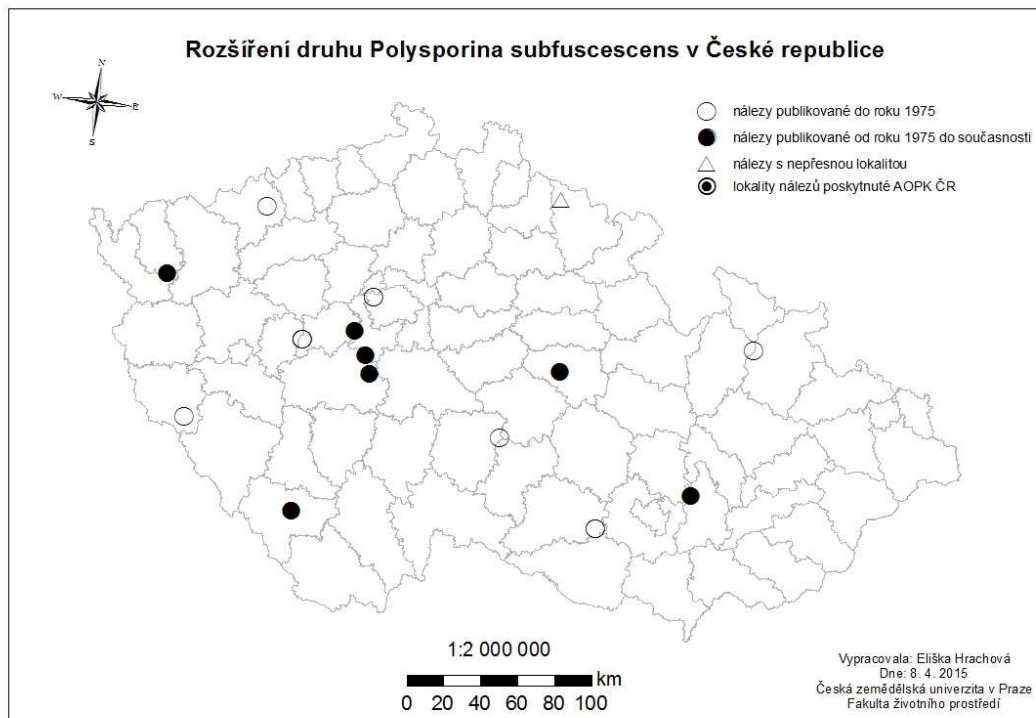 Rozšíření druhu Polysporina subfuscescens v České republice
N
W
E
S
nálezy publikované do roku 1975
nálezy publikované od roku 1975 do současnosti
nálezy s nepřesnou lokalitou
lokality nálezů poskytnuté AOPK ČR
1:2 000 000
km
0 20 40 60 80 100
Vypracovala: Eliška Hrachová
Dne: 8. 4. 2015
Česká zemědělská univerzita v Praze
Fakulta životního prostředí